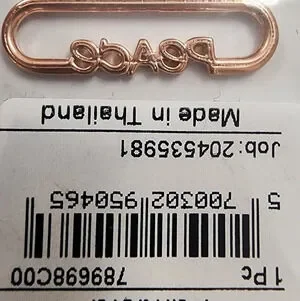 1 Pc 789698C00
5 700302 950465
Job: 204535981
Made in Thailand
PEACE